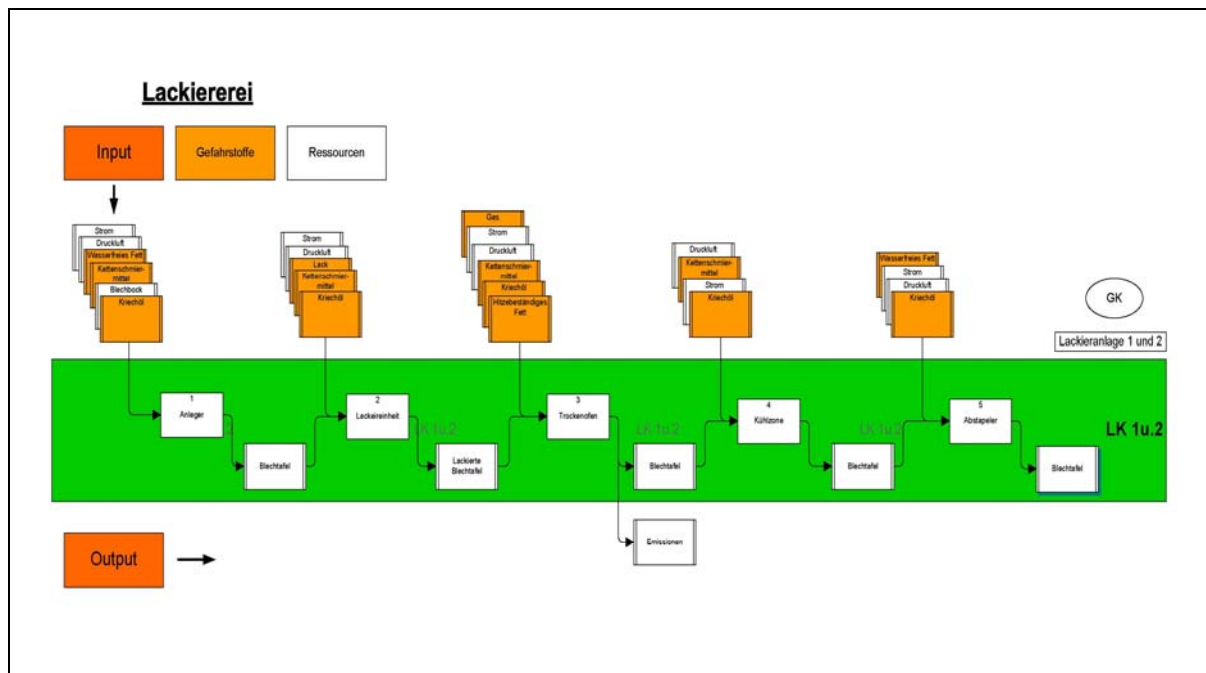 Lackiererei
Input
Gefahrstoffe
Ressourcen
Strom
Druckluft
Wasserfreies Fett
Kettenschmier-
mittel
Blechbock
Kriechöl
Strom
Druckluft
Lack
Kettenschmier-
mittel
Kriechöl
Gas
Strom
Druckluft
Kettenschmier-
mittel
Kriechöl
Hitzebeständiges
Fett
Druckluft
Kettenschmier-
mittel
Strom
Kriechöl
Wasserfreies Fett
Strom
Druckluft
Kriechöl
GK
Lackieranlage 1 und 2
1
Anleger
2
Lackeireinheit
3
Trockenofen
4
Kühlzone
5
Abstapeler
2
LK 1u.2
LK 1u.2
LK 1u.2
LK 1u.2
Blechtafel
Lackierte
Blechtafel
Blechtafel
Blechtafel
Blechtafel
Emissionen
Output